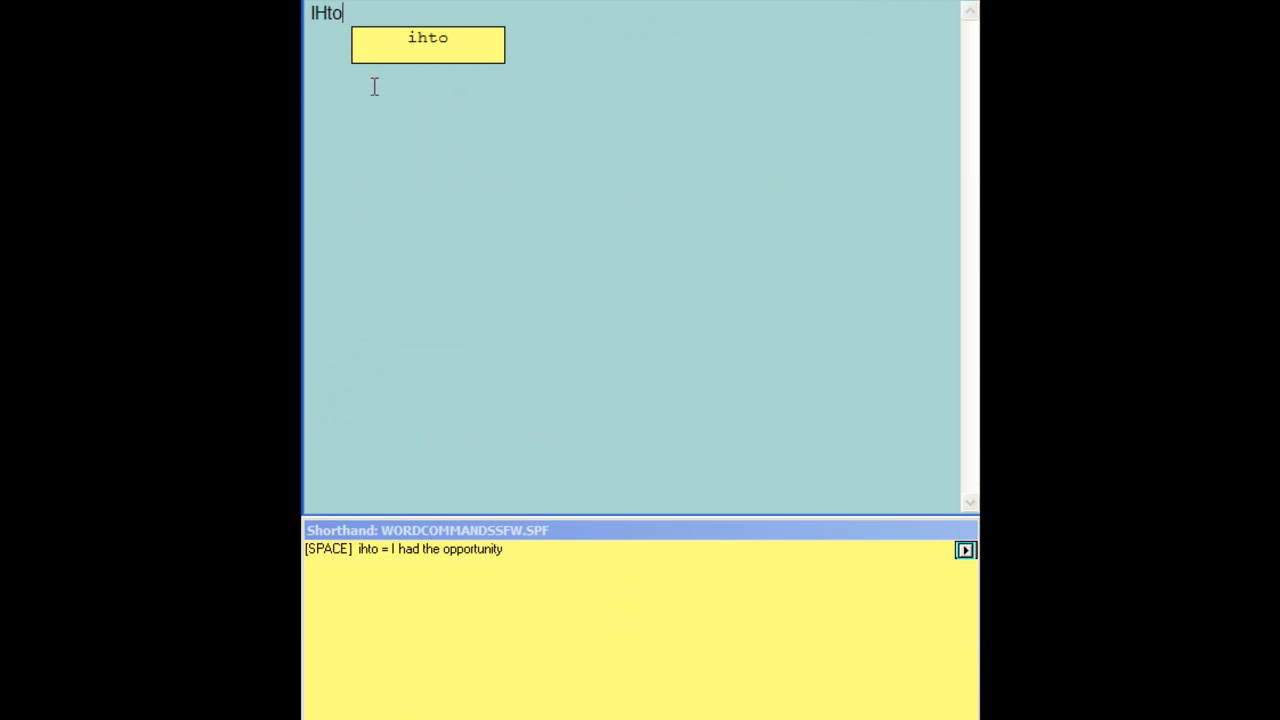 IHto
ihto
Shorthand: WORDCOMMANDSSFW.SPF
[SPACE] ihto = I had the opportunity